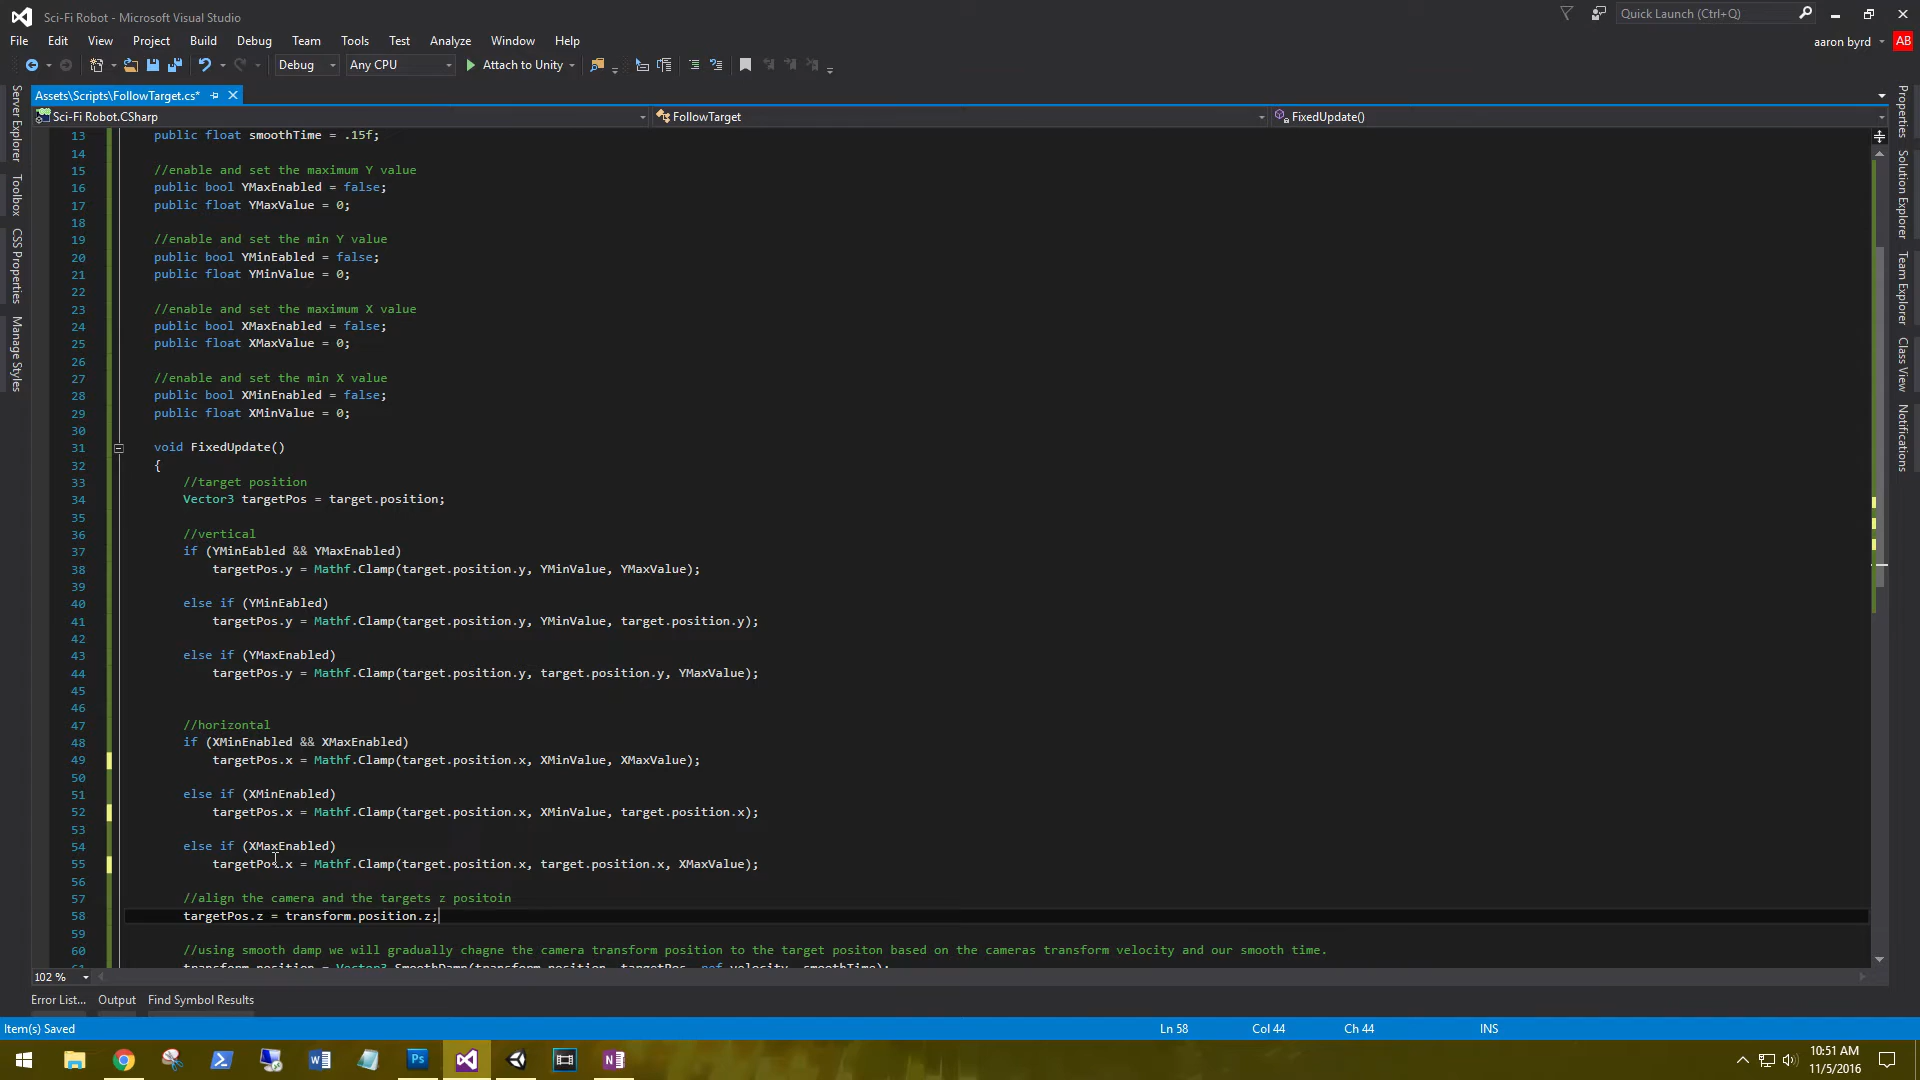 Sci-Fi Robot - Microsoft Visual Studio
Quick Launch (Ctrl+Q)
File Edit View Project Build Debug Team Tools Test Analyze Window Help
aaron byrd AB
Debug Any CPU Attach to Unity
Assets\Scripts\FollowTarget.cs*
Sci-Fi Robot.CSharp FollowTarget FixedUpdate()
Server Explorer
Toolbox
CSS Properties
Manage Styles
13 public float smoothTime = .15f;
14
15 //enable and set the maximum Y value
16 public bool YMaxEnabled = false;
17 public float YMaxValue = 0;
18
19 //enable and set the min Y value
20 public bool YMinEabled = false;
21 public float YMinValue = 0;
22
23 //enable and set the maximum X value
24 public bool XMaxEnabled = false;
25 public float XMaxValue = 0;
26
27 //enable and set the min X value
28 public bool XMinEnabled = false;
29 public float XMinValue = 0;
30
31 void FixedUpdate()
32 {
33 //target position
34 Vector3 targetPos = target.position;
35
36 //vertical
37 if (YMinEabled && YMaxEnabled)
38 targetPos.y = Mathf.Clamp(target.position.y, YMinValue, YMaxValue);
39
40 else if (YMinEabled)
41 targetPos.y = Mathf.Clamp(target.position.y, YMinValue, target.position.y);
42
43 else if (YMaxEnabled)
44 targetPos.y = Mathf.Clamp(target.position.y, target.position.y, YMaxValue);
45
46
47 //horizontal
48 if (XMinEnabled && XMaxEnabled)
49 targetPos.x = Mathf.Clamp(target.position.x, XMinValue, XMaxValue);
50
51 else if (XMinEnabled)
52 targetPos.x = Mathf.Clamp(target.position.x, XMinValue, target.position.x);
53
54 else if (XMaxEnabled)
55 targetPos.x = Mathf.Clamp(target.position.x, target.position.x, XMaxValue);
56
57 //align the camera and the targets z positoin
58 targetPos.z = transform.position.z;
59
60 //using smooth damp we will gradually chagne the camera transform position to the target positon based on the cameras transform velocity and our smooth time.
61 transform.position = Vector3.SmoothDamp(transform.position, targetPos, ref velocity, smoothTime);
Properties
Solution Explorer
Team Explorer
Class View
Notifications
102 %
Error List... Output Find Symbol Results
Item(s) Saved Ln 58 Col 44 Ch 44 INS
Ps
10:51 AM
11/5/2016